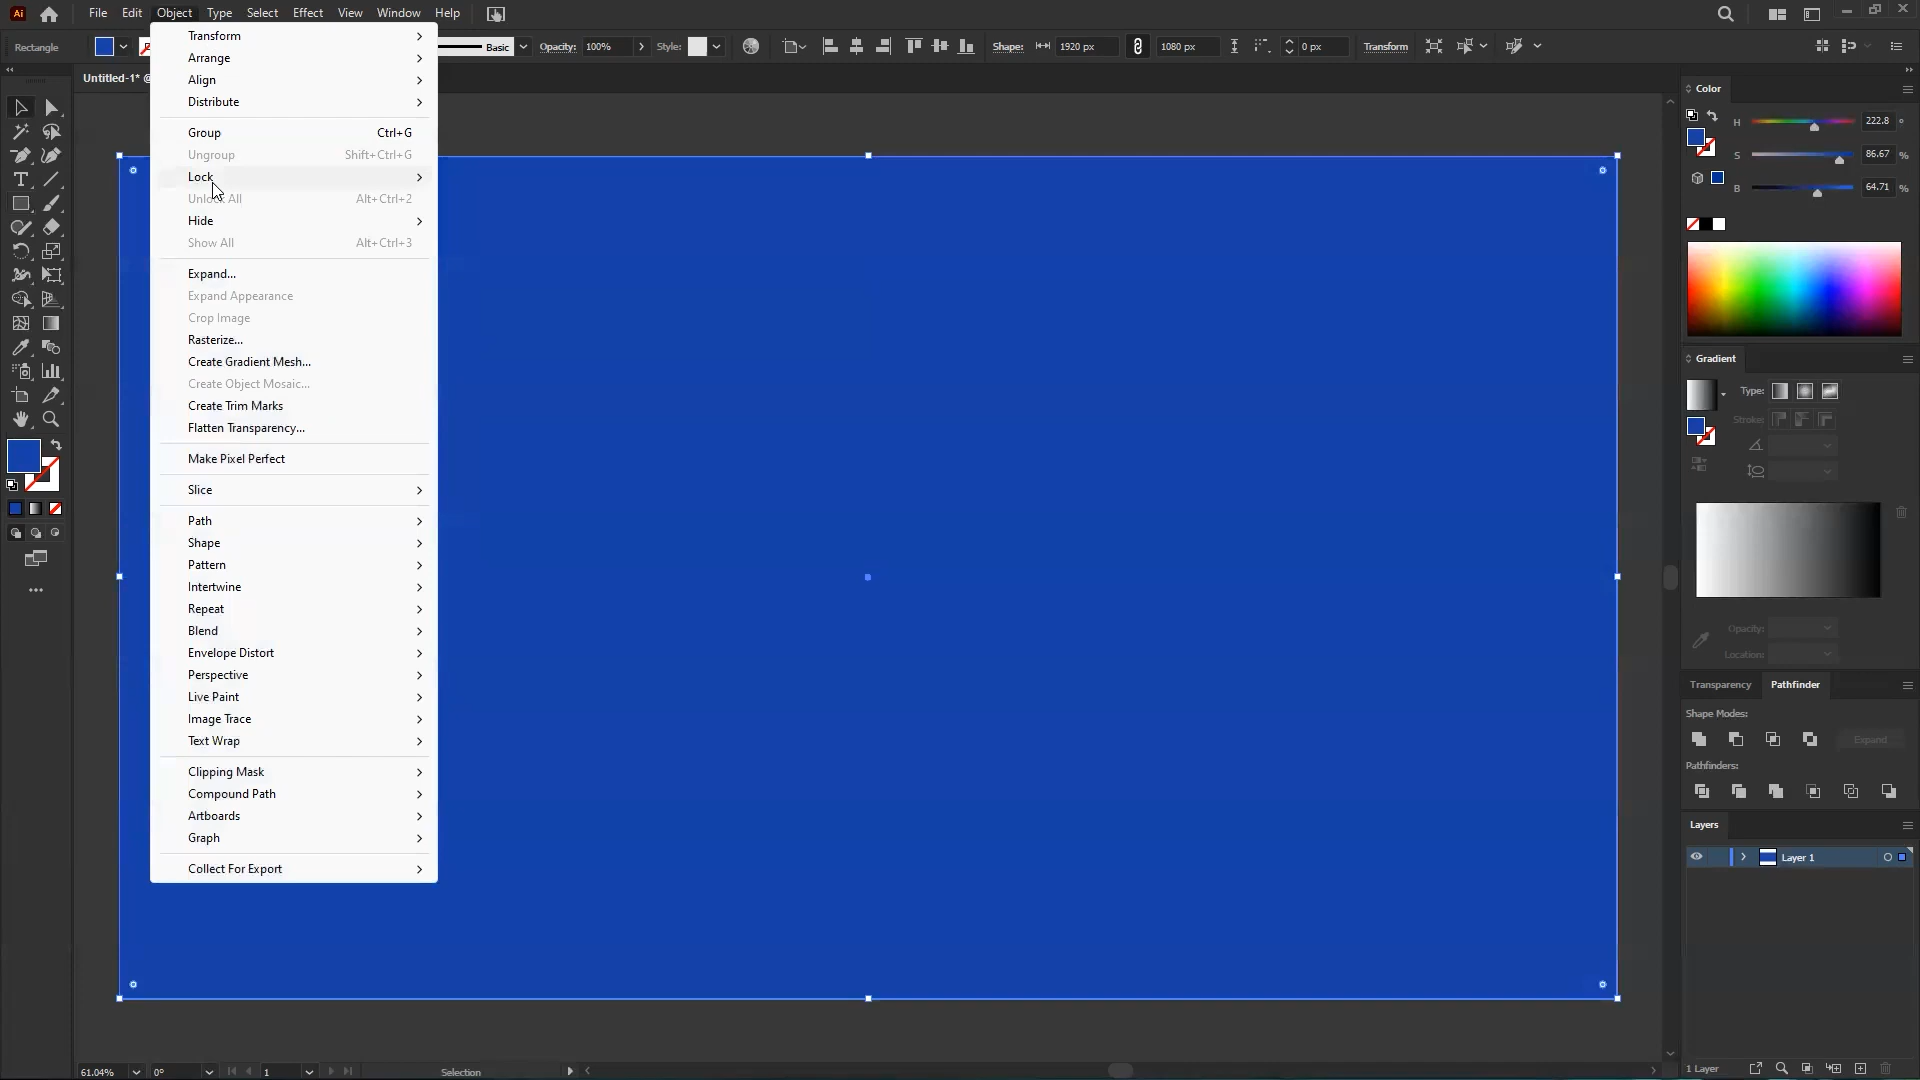 Ai File Edit Object Type Select Effect View Window Help
Rectangle Basic Opacity: 100% Style: Shape: 1920 px 1080 px 0 px Transform
Untitled-1* @
Transform
Arrange
Align
Distribute
Group Ctrl+G
Ungroup Shift+Ctrl+G
Lock
Unlock All Alt+Ctrl+2
Hide
Show All Alt+Ctrl+3
Expand...
Expand Appearance
Crop Image
Rasterize...
Create Gradient Mesh...
Create Object Mosaic...
Create Trim Marks
Flatten Transparency...
Make Pixel Perfect
Slice
Path
Shape
Pattern
Intertwine
Repeat
Blend
Envelope Distort
Perspective
Live Paint
Image Trace
Text Wrap
Clipping Mask
Compound Path
Artboards
Graph
Collect For Export
Color
H 222.8 °
S 86.67 %
B 64.71 %
Gradient
Type:
Stroke:
Opacity:
Location:
Transparency Pathfinder
Shape Modes:
Expand
Pathfinders:
Layers
Layer 1
1 Layer
61.04% 0° 1 Selection